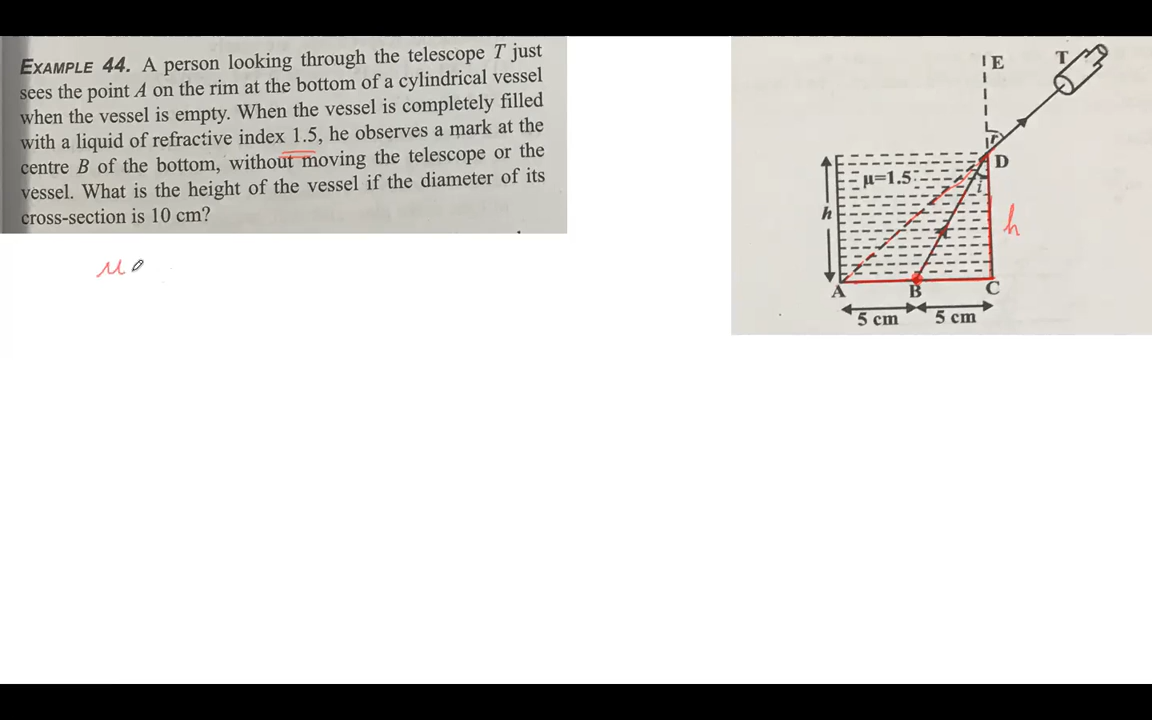 EXAMPLE 44. A person looking through the telescope T just
sees the point A on the rim at the bottom of a cylindrical vessel
when the vessel is empty. When the vessel is completely filled
with a liquid of refractive index 1.5, he observes a mark at the
centre B of the bottom, without moving the telescope or the
vessel. What is the height of the vessel if the diameter of its
cross-section is 10 cm?
E
T
r
D
μ=1.5
i
h
h
A
B
C
5 cm
5 cm
μ